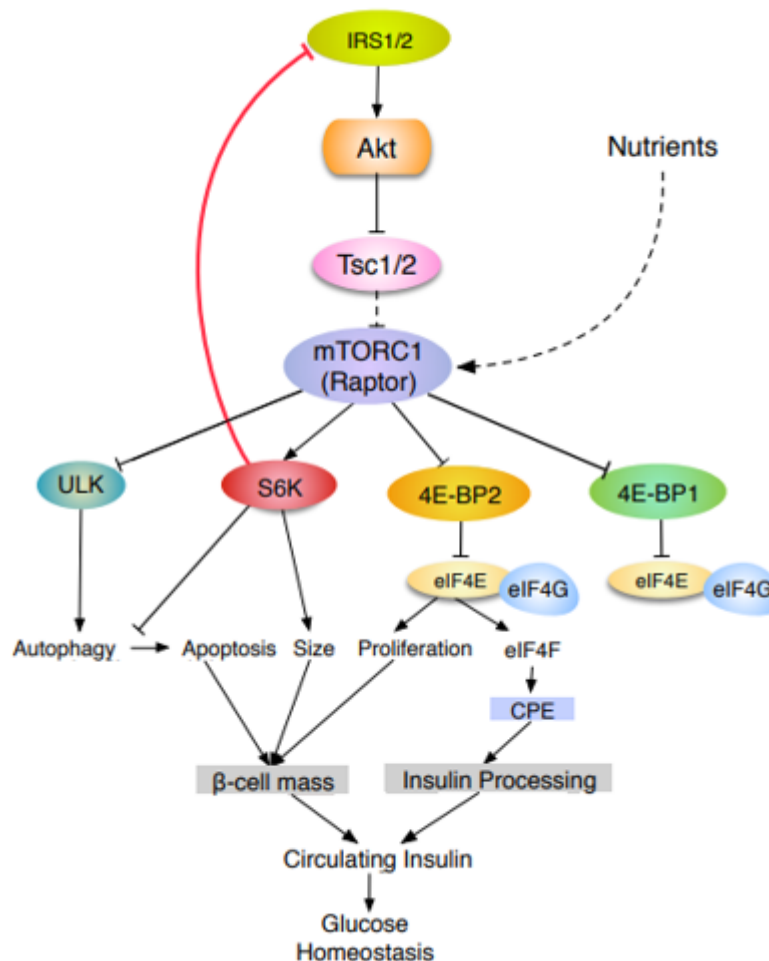 IRS1/2
Akt
Nutrients
Tsc1/2
mTORC1
(Raptor)
ULK
S6K
4E-BP2
4E-BP1
eIF4E
eIF4G
eIF4E
eIF4G
Autophagy
Apoptosis
Size
Proliferation
eIF4F
CPE
β-cell mass
Insulin Processing
Circulating Insulin
Glucose
Homeostasis